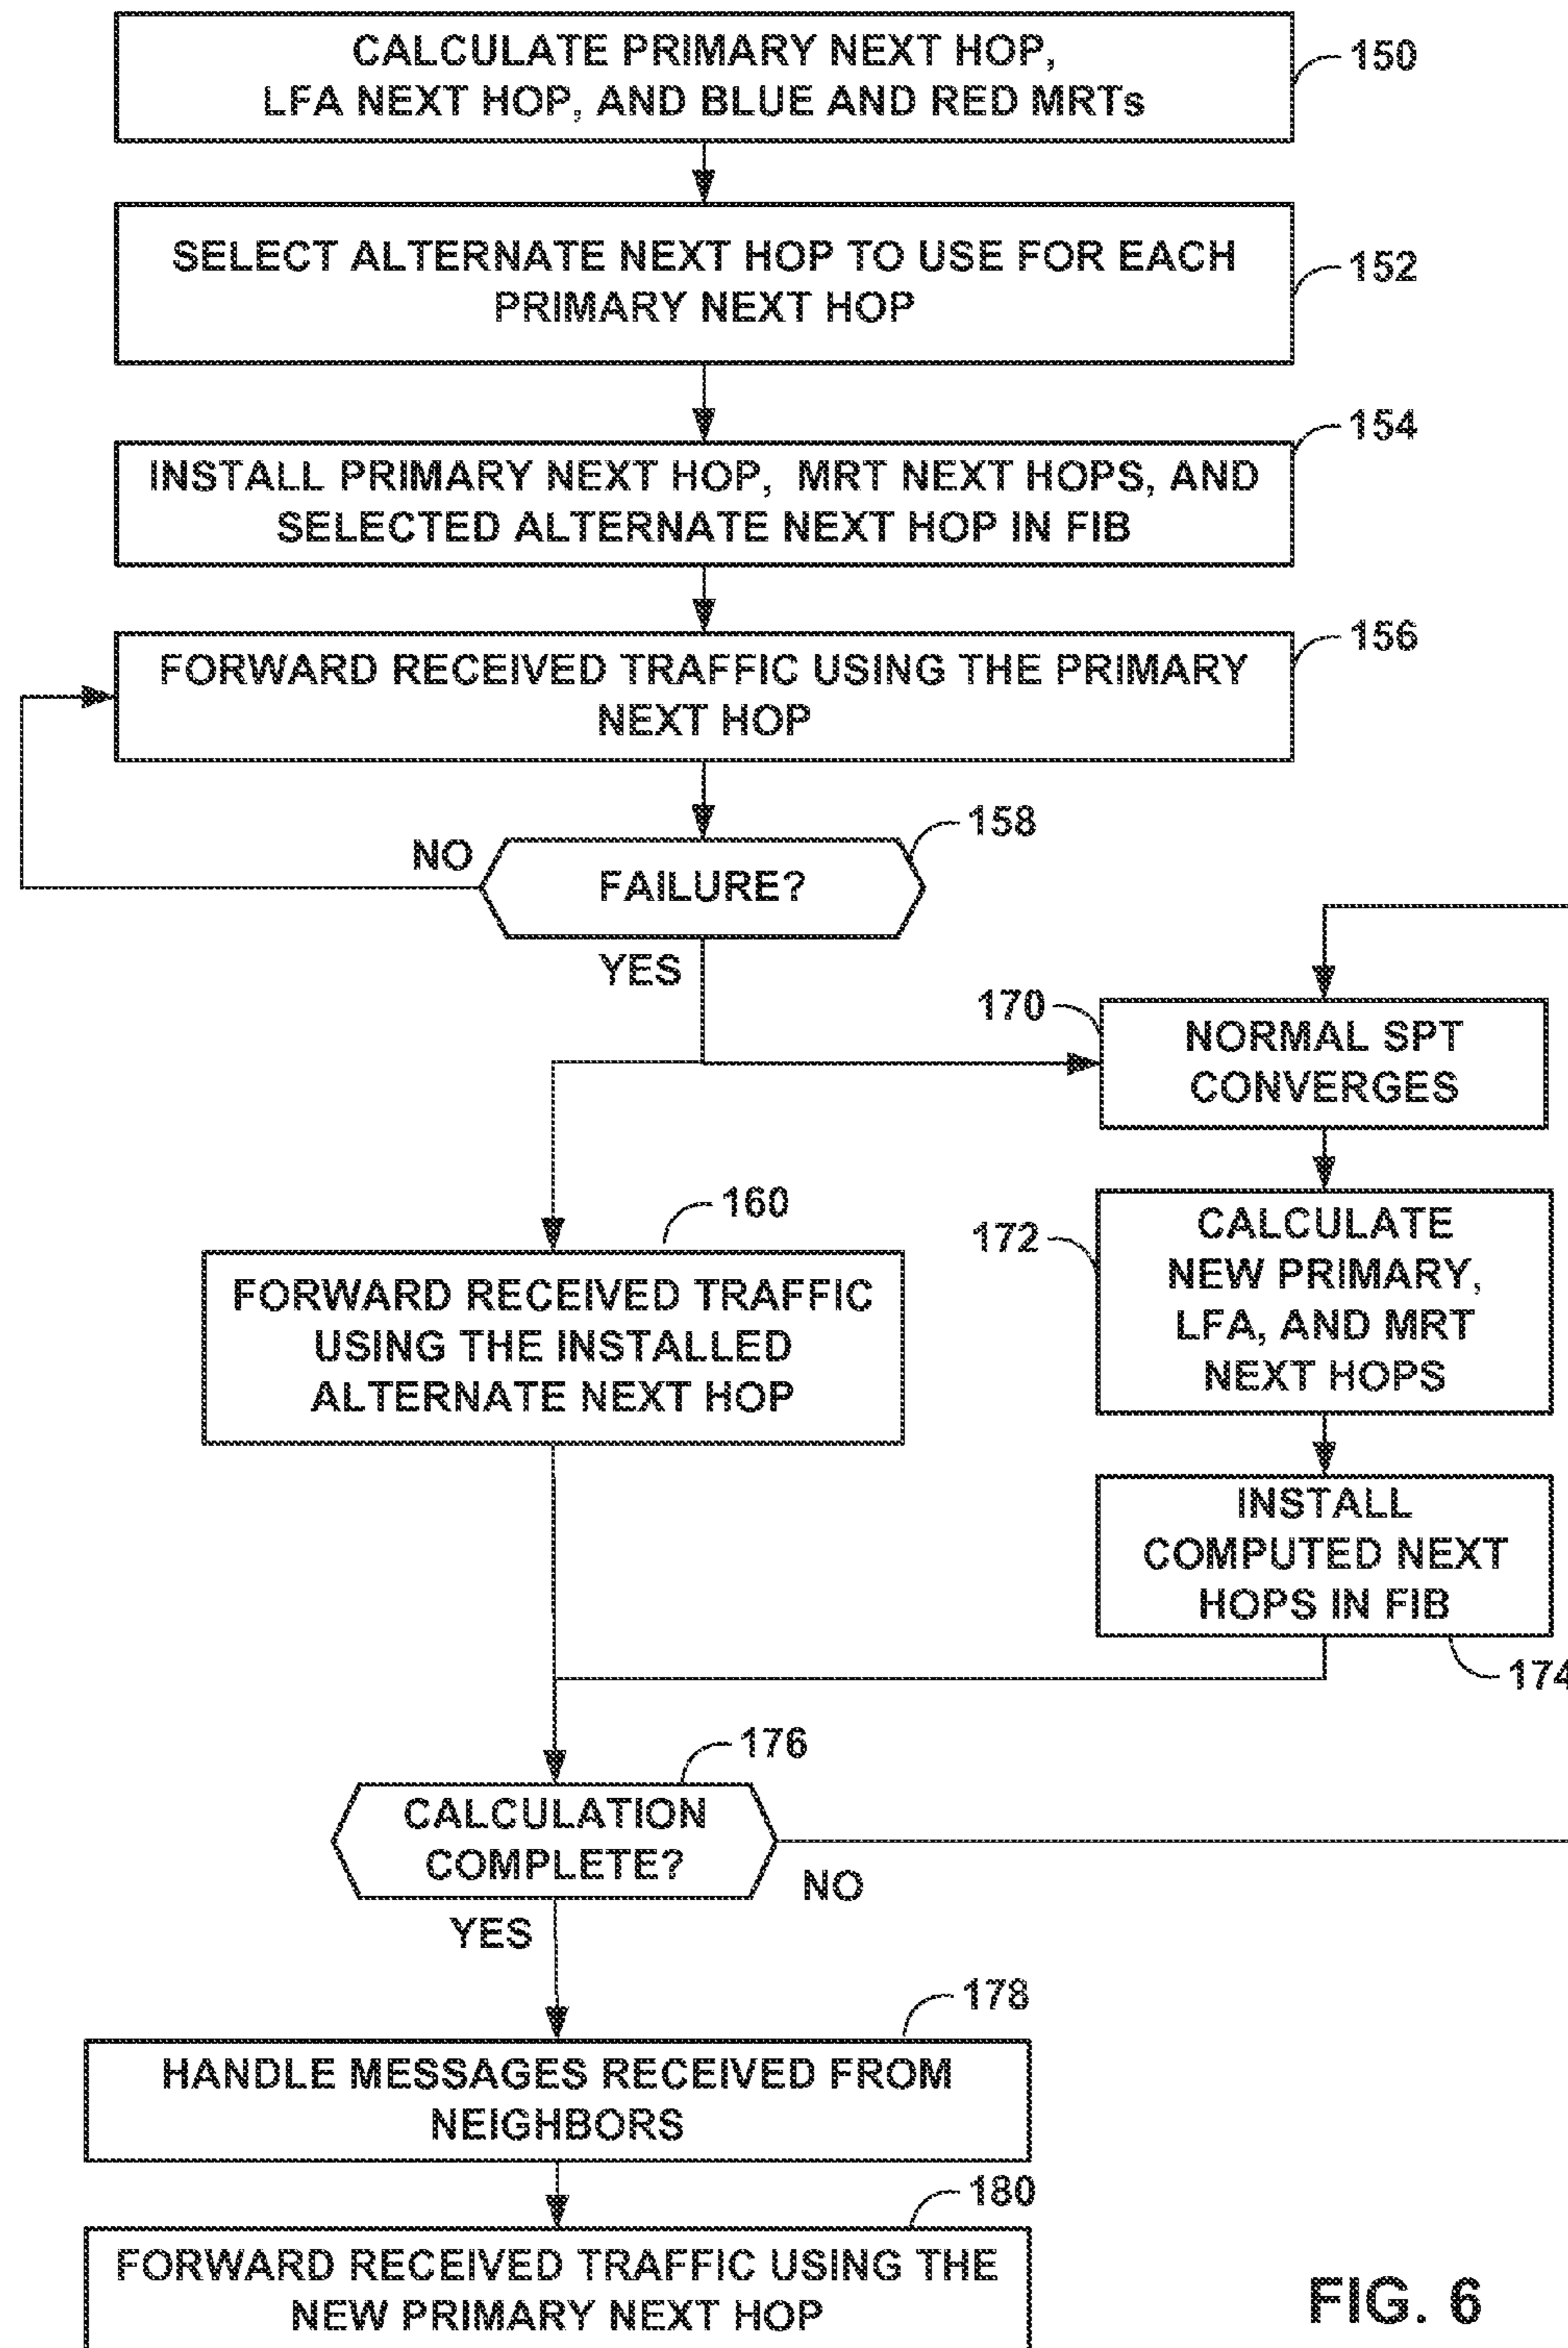 CALCULATE PRIMARY NEXT HOP,
LFA NEXT HOP, AND BLUE AND RED MRTs
150
SELECT ALTERNATE NEXT HOP TO USE FOR EACH
PRIMARY NEXT HOP
152
154
INSTALL PRIMARY NEXT HOP, MRT NEXT HOPS, AND
SELECTED ALTERNATE NEXT HOP IN FIB
156
FORWARD RECEIVED TRAFFIC USING THE PRIMARY
NEXT HOP
158
NO
FAILURE?
YES
170
NORMAL SPT
CONVERGES
160
FORWARD RECEIVED TRAFFIC
USING THE INSTALLED
ALTERNATE NEXT HOP
172
CALCULATE
NEW PRIMARY,
LFA, AND MRT
NEXT HOPS
INSTALL
COMPUTED NEXT
HOPS IN FIB
174
176
CALCULATION
COMPLETE?
NO
YES
178
HANDLE MESSAGES RECEIVED FROM
NEIGHBORS
180
FORWARD RECEIVED TRAFFIC USING THE
NEW PRIMARY NEXT HOP
FIG. 6